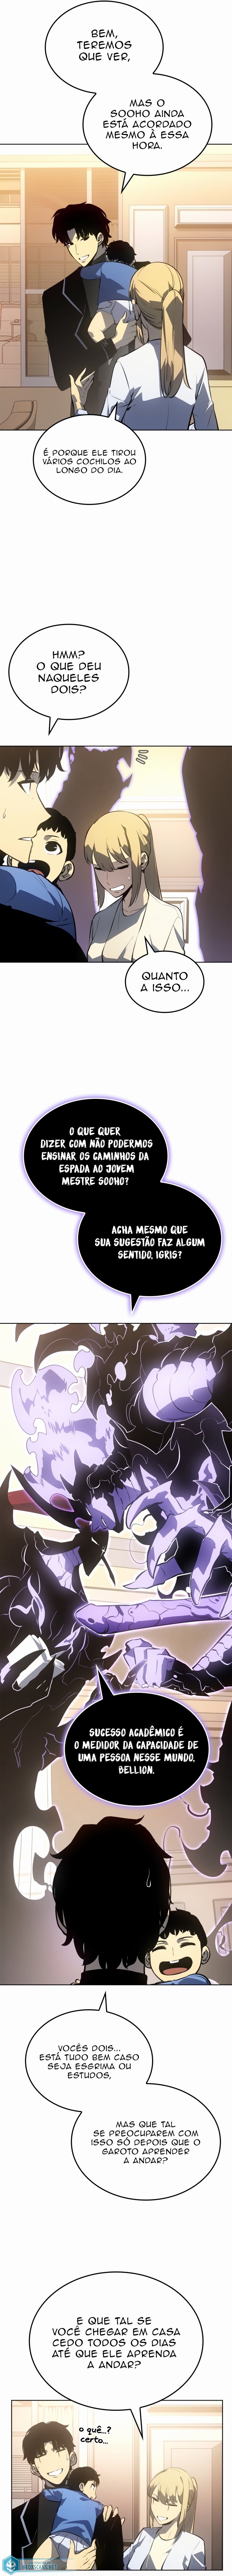 BEM,
TEREMOS
QUE VER,
MAS O
SOOHO AINDA
ESTÁ ACORDADO
MESMO À ESSA
HORA.
É PORQUE ELE TIROU
VÁRIOS COCHILOS AO
LONGO DO DIA.
HMM?
O QUE DEU
NAQUELES
DOIS?
QUANTO
A ISSO...
O QUE QUER
DIZER COM NÃO PODERMOS
ENSINAR OS CAMINHOS DA
ESPADA AO JOVEM
MESTRE SOOHO?
ACHA MESMO QUE
SUA SUGESTÃO FAZ ALGUM
SENTIDO, IGRIS?
SUCESSO ACADÊMICO É
O MEDIDOR DA CAPACIDADE DE
UMA PESSOA NESSE MUNDO,
BELLION.
VOCÊS DOIS...
ESTÁ TUDO BEM CASO
SEJA ESGRIMA OU
ESTUDOS,
MAS QUE TAL
SE PREOCUPAREM COM
ISSO SÓ DEPOIS QUE O
GAROTO APRENDER
A ANDAR?
E QUE TAL SE
VOCÊ CHEGAR EM CASA
CEDO TODOS OS DIAS
ATÉ QUE ELE APRENDA
A ANDAR?
o quê..?
certo...